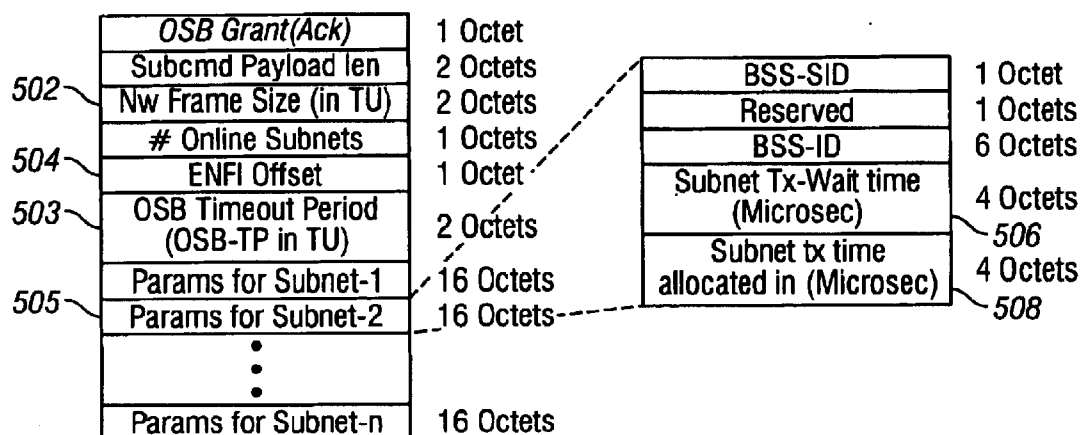 OSB Grant(Ack) 1 Octet
Subcmd Payload len 2 Octets
502 Nw Frame Size (in TU) 2 Octets
# Online Subnets 1 Octets
504 ENFI Offset 1 Octet
503 OSB Timeout Period
(OSB-TP in TU) 2 Octets
Params for Subnet-1 16 Octets
505 Params for Subnet-2 16 Octets
Params for Subnet-n 16 Octets
BSS-SID 1 Octet
Reserved 1 Octets
BSS-ID 6 Octets
Subnet Tx-Wait time
(Microsec) 4 Octets
506
Subnet tx time
allocated in (Microsec) 4 Octets
508